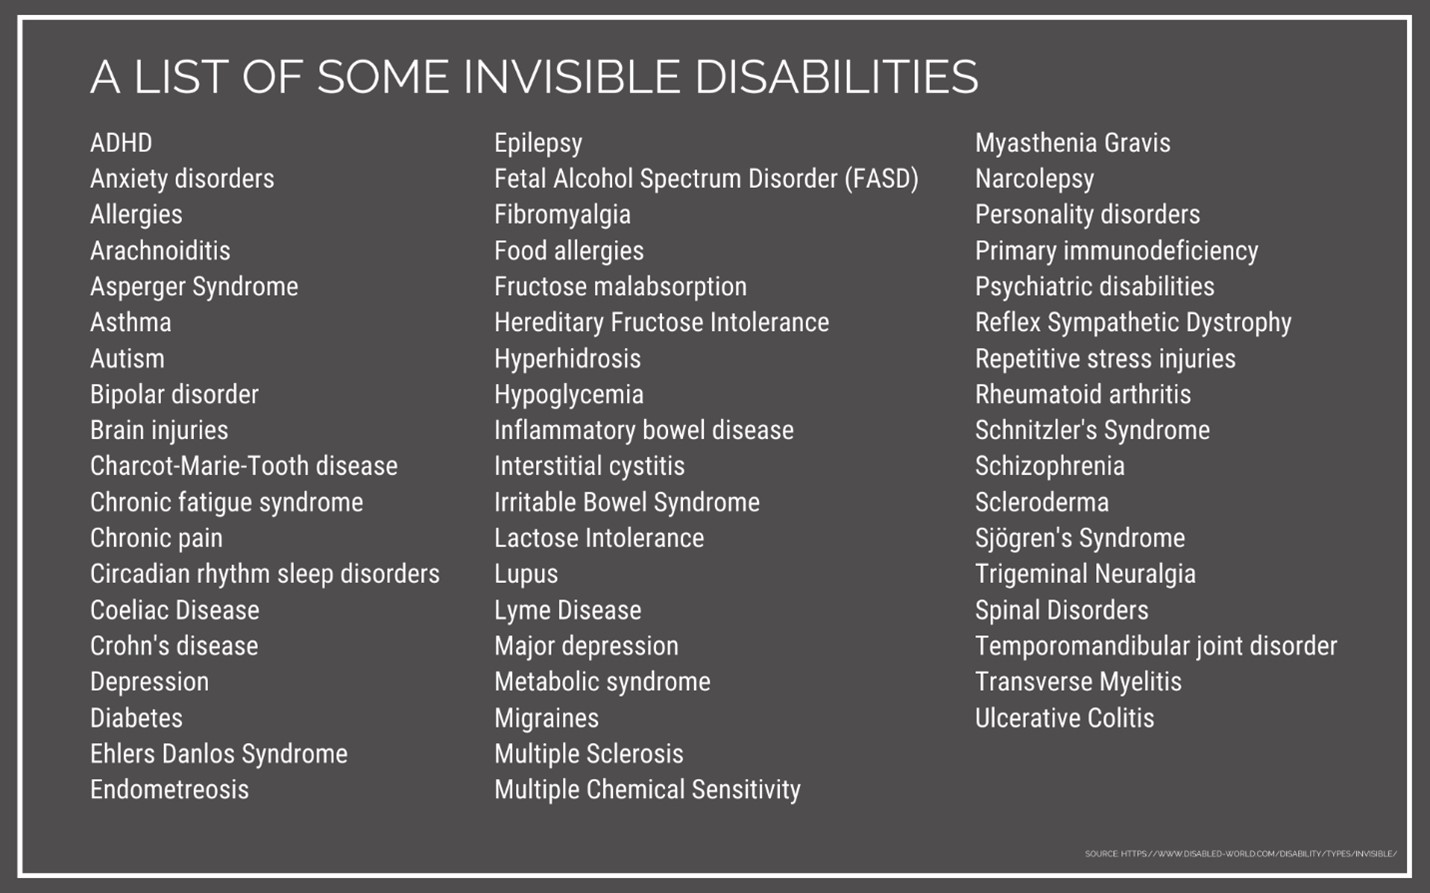 A LIST OF SOME INVISIBLE DISABILITIES
ADHD
Anxiety disorders
Allergies
Arachnoiditis
Asperger Syndrome
Asthma
Autism
Bipolar disorder
Brain injuries
Charcot-Marie-Tooth disease
Chronic fatigue syndrome
Chronic pain
Circadian rhythm sleep disorders
Coeliac Disease
Crohn's disease
Depression
Diabetes
Ehlers Danlos Syndrome
Endometreosis
Epilepsy
Fetal Alcohol Spectrum Disorder (FASD)
Fibromyalgia
Food allergies
Fructose malabsorption
Hereditary Fructose Intolerance
Hyperhidrosis
Hypoglycemia
Inflammatory bowel disease
Interstitial cystitis
Irritable Bowel Syndrome
Lactose Intolerance
Lupus
Lyme Disease
Major depression
Metabolic syndrome
Migraines
Multiple Sclerosis
Multiple Chemical Sensitivity
Myasthenia Gravis
Narcolepsy
Personality disorders
Primary immunodeficiency
Psychiatric disabilities
Reflex Sympathetic Dystrophy
Repetitive stress injuries
Rheumatoid arthritis
Schnitzler's Syndrome
Schizophrenia
Scleroderma
Sjögren's Syndrome
Trigeminal Neuralgia
Spinal Disorders
Temporomandibular joint disorder
Transverse Myelitis
Ulcerative Colitis
SOURCE: HTTPS://WWW.DISABLED-WORLD.COM/DISABILITY/TYPES/INVISIBLE/